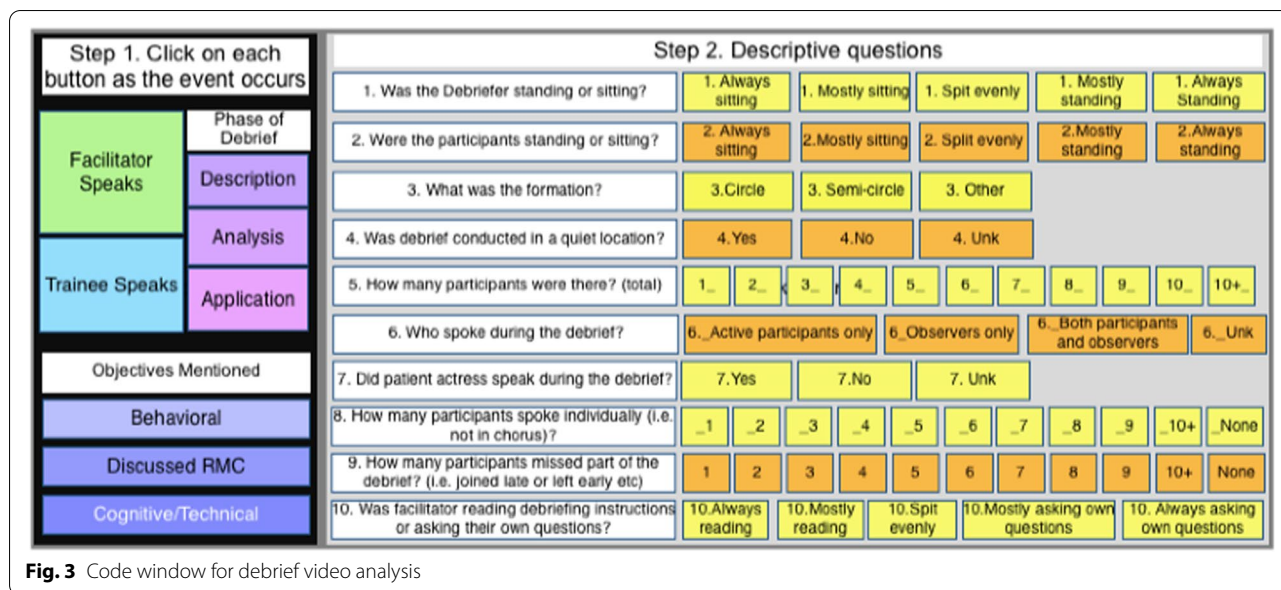 Step 1. Click on each
button as the event occurs
Facilitator
Speaks
Trainee Speaks
Phase of
Debrief
Description
Analysis
Application
Objectives Mentioned
Behavioral
Discussed RMC
Cognitive/Technical
Step 2. Descriptive questions
1. Was the Debriefer standing or sitting?
1. Always
sitting
1. Mostly sitting
1. Spit evenly
1. Mostly
standing
1. Always
Standing
2. Were the participants standing or sitting?
2. Always
sitting
2.Mostly sitting
2. Split evenly
2.Mostly
standing
2.Always
standing
3. What was the formation?
3.Circle
3. Semi-circle
3. Other
4. Was debrief conducted in a quiet location?
4.Yes
4.No
4. Unk
5. How many participants were there? (total)
1_
2_
3_
4_
5_
6_
7_
8_
9_
10_
10+_
6. Who spoke during the debrief?
6._Active participants only
6_Observers only
6._Both participants
and observers
6._Unk
7. Did patient actress speak during the debrief?
7.Yes
7.No
7. Unk
8. How many participants spoke individually (i.e.
not in chorus)?
_1
_2
_3
_4
_5
_6
_7
_8
_9
_10+
_None
9. How many participants missed part of the
debrief? (i.e. joined late or left early etc)
1
2
3
4
5
6
7
8
9
10+
None
10. Was facilitator reading debriefing instructions
or asking their own questions?
10.Always
reading
10.Mostly
reading
10.Spit
evenly
10.Mostly asking own
questions
10. Always asking
own questions
Fig. 3 Code window for debrief video analysis